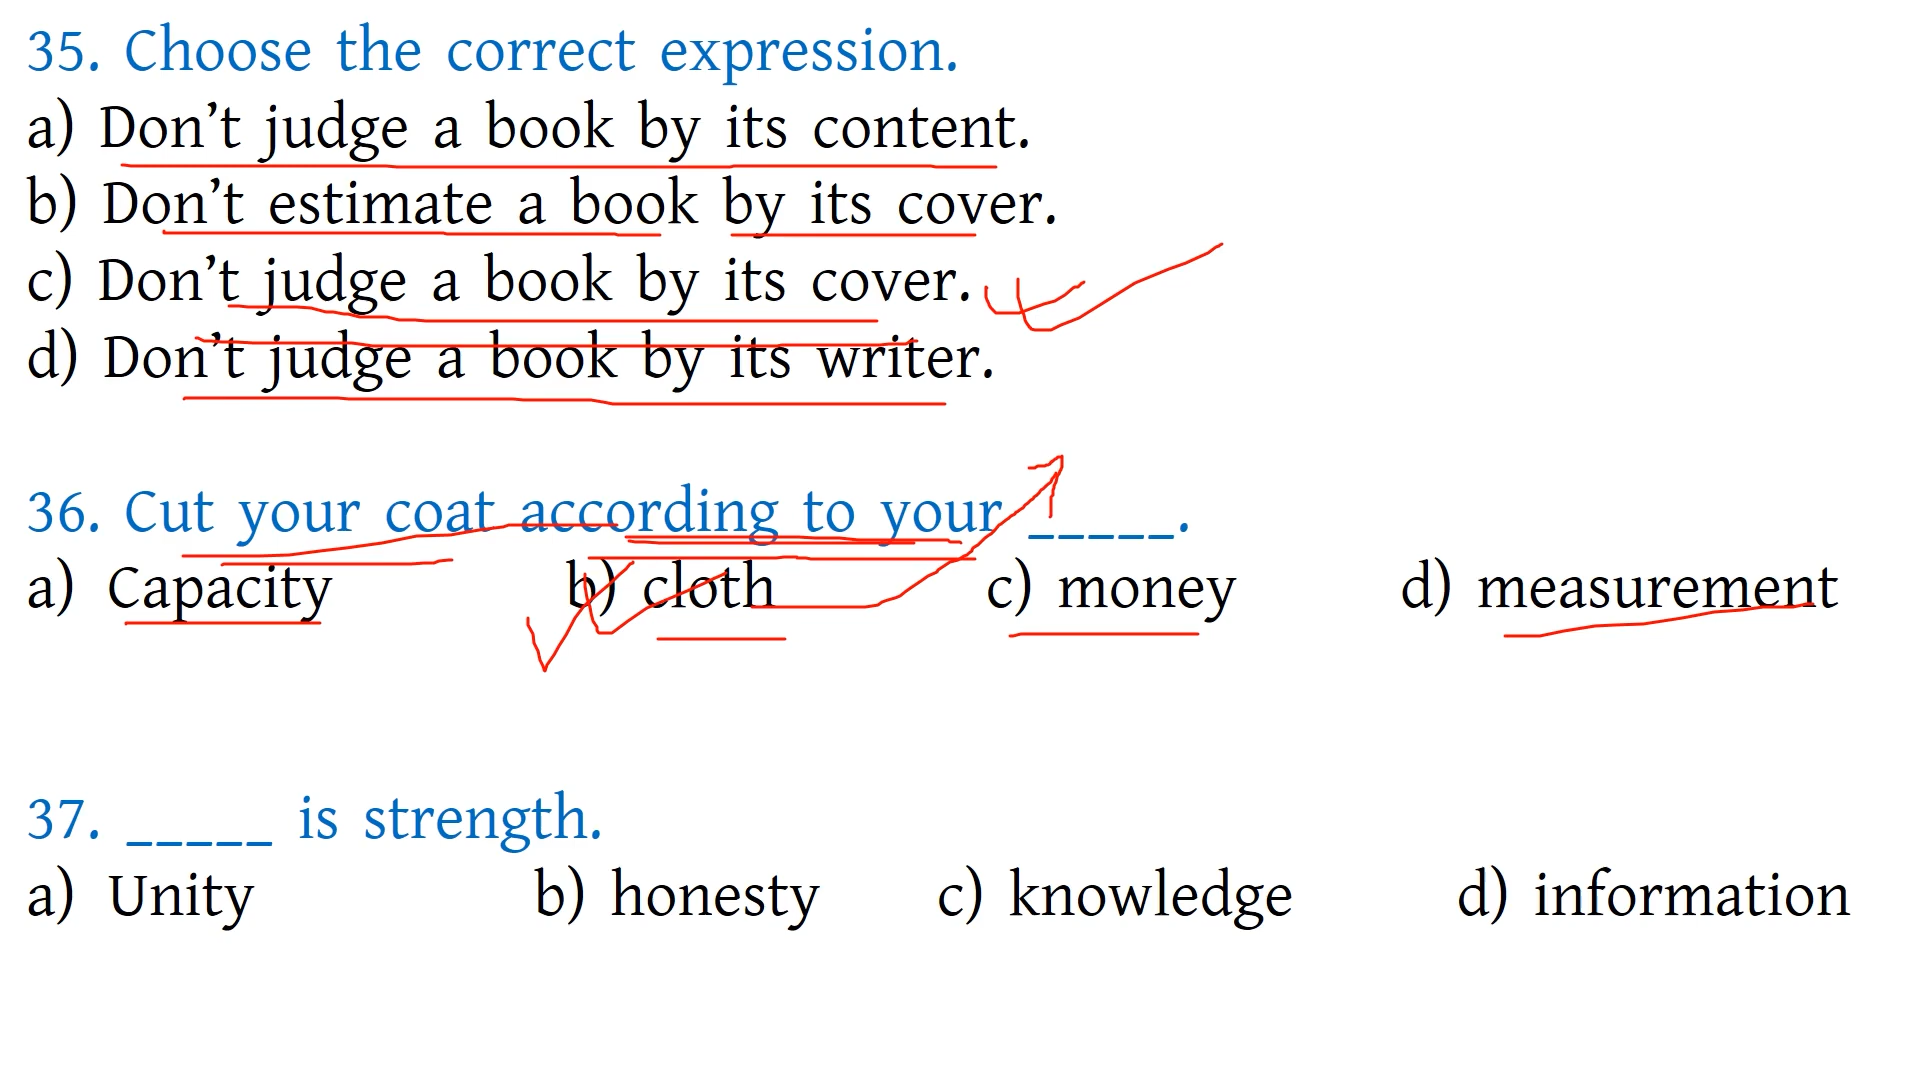 35. Choose the correct expression.
a) Don’t judge a book by its content.
b) Don’t estimate a book by its cover.
c) Don’t judge a book by its cover.
d) Don’t judge a book by its writer.
36. Cut your coat according to your _____.
a) Capacity b) cloth c) money d) measurement
37. _____ is strength.
a) Unity b) honesty c) knowledge d) information